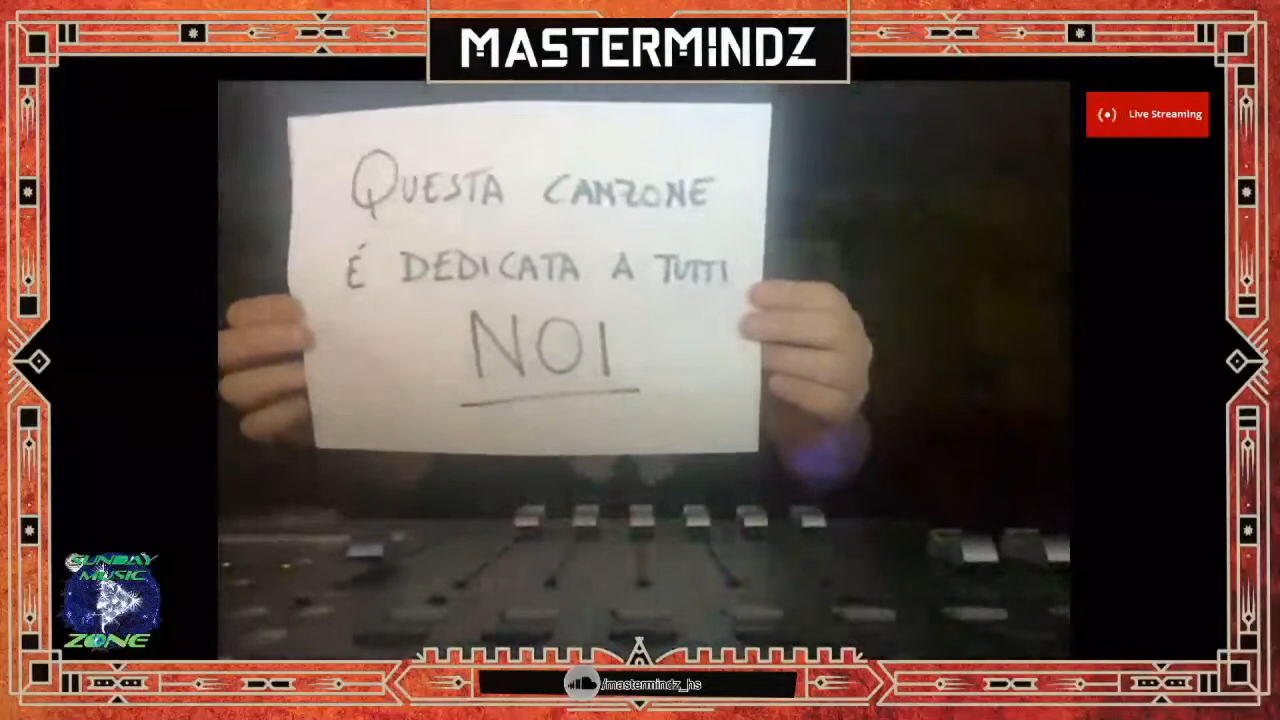 MASTERMINDZ
Live Streaming
QUESTA CANZONE
É DEDICATA A TUTTI
NOI
SUNDAY
MUSIC
ZONE
/mastermindz_hs